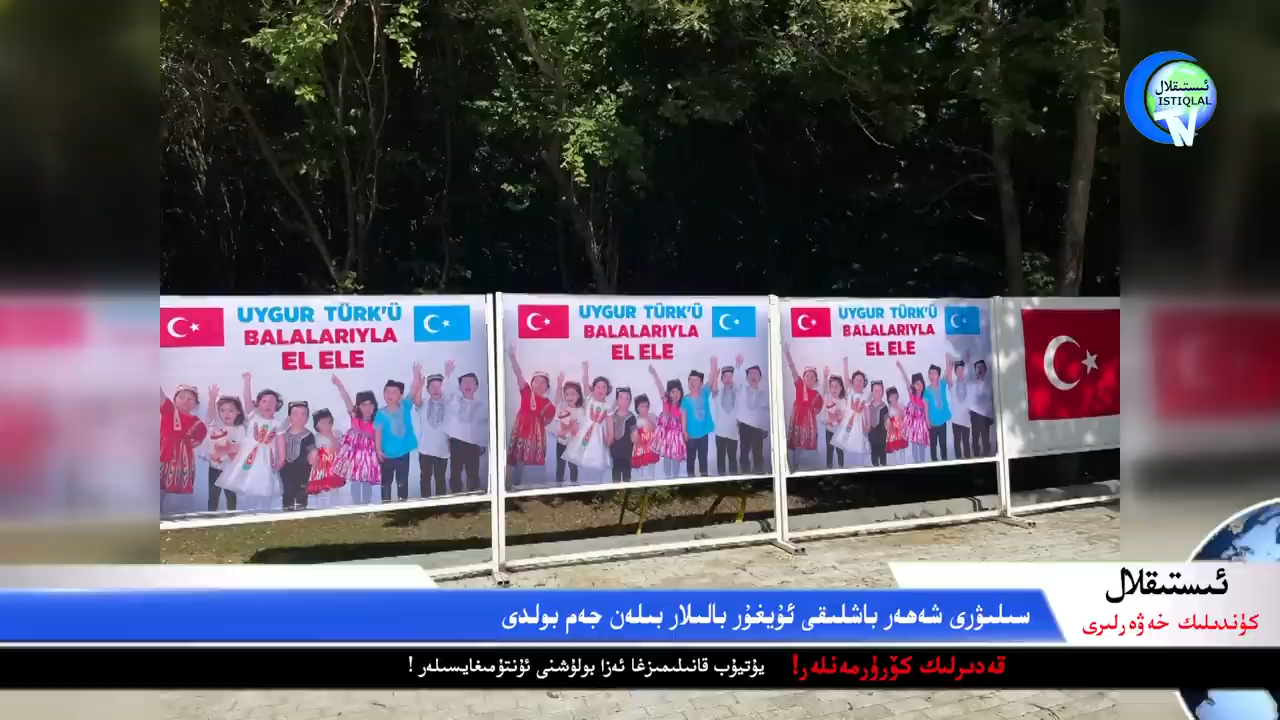 ئىستىقلال
ISTIQLAL
TV
UYGUR TÜRK'Ü
BALALARIYLA
EL ELE
UYGUR TÜRK'Ü
BALALARIYLA
EL ELE
UYGUR TÜRK'Ü
BALALARIYLA
EL ELE
ئىستىقلال
كۈندىلىك خەۋەرلىرى
سىلىۋرى شەھەر باشلىقى ئۇيغۇر بالىلار بىلەن جەم بولدى
قەدىرلىك كۆرۈرمەنلەر! يۇتيۇب قانىلىمىزغا ئەزا بولۇشنى ئۇنتۇمىغايسىلەر !